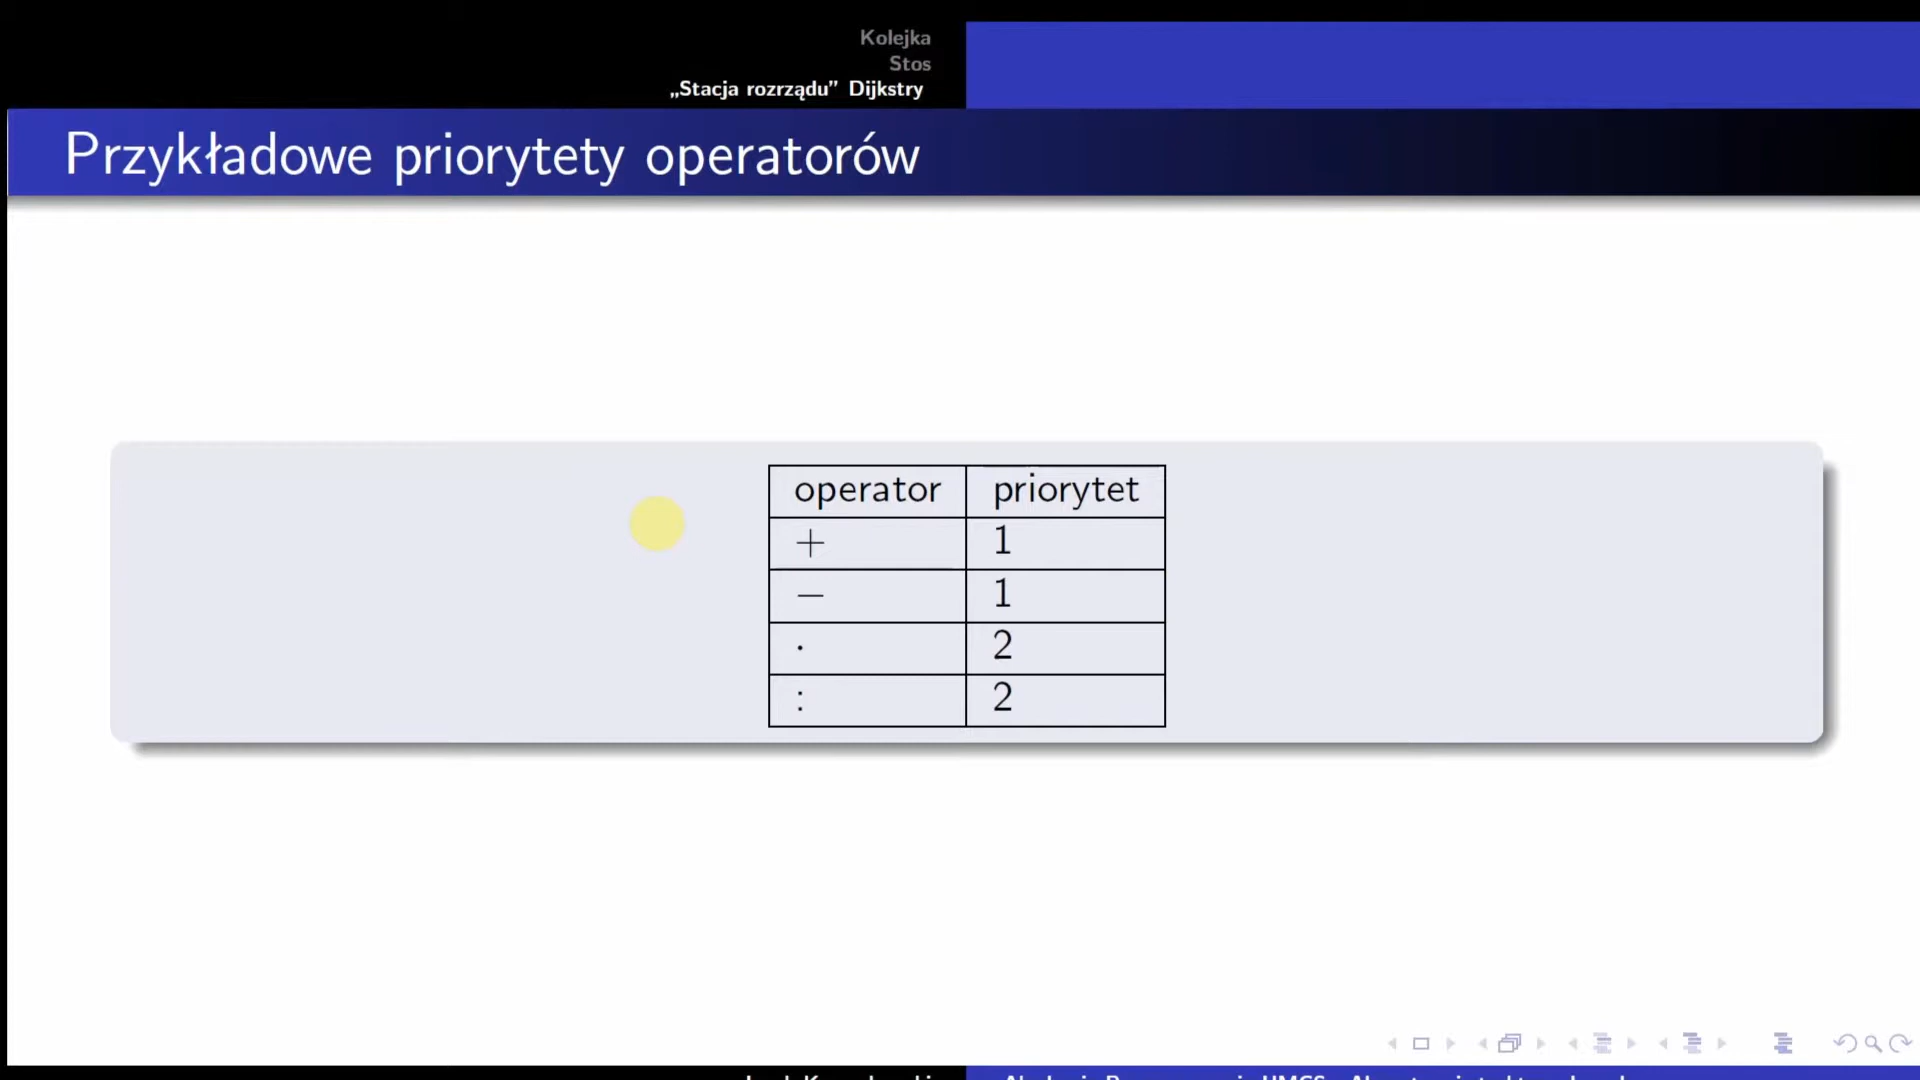 Kolejka
Stos
„Stacja rozrządu” Dijkstry
Przykładowe priorytety operatorów
operator priorytet
+ 1
− 1
· 2
: 2